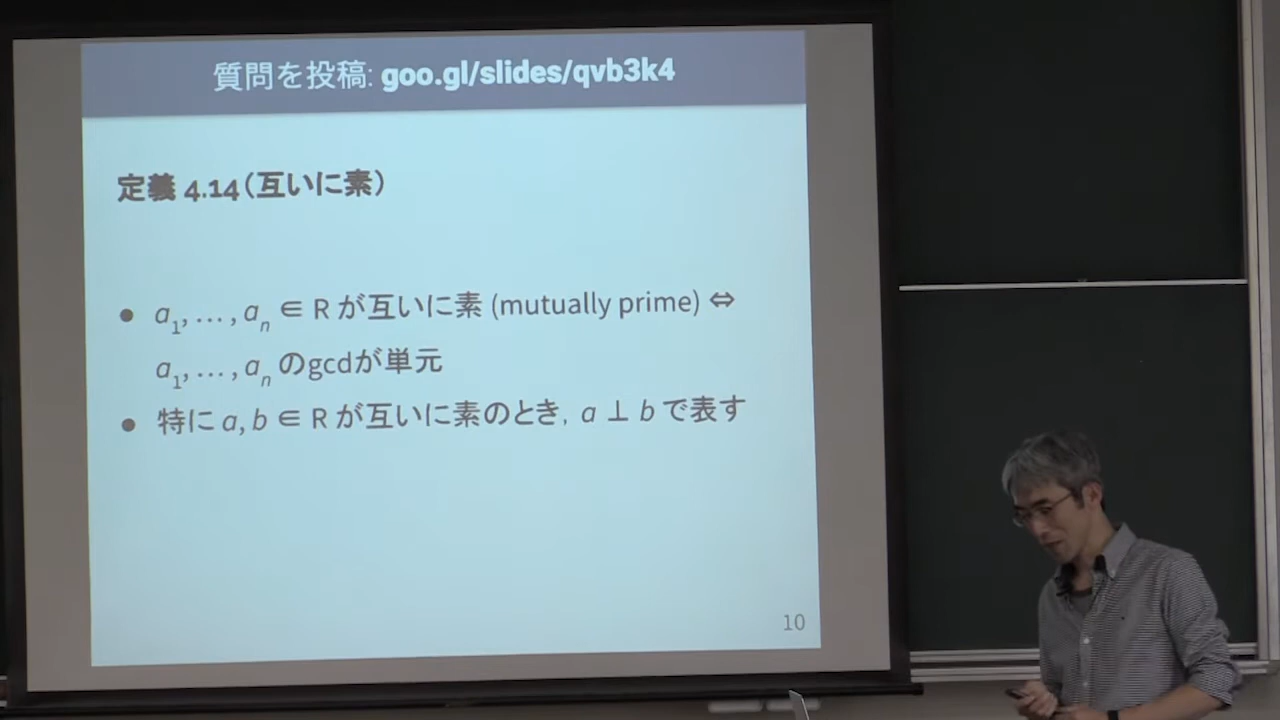 質問を投稿: goo.gl/slides/qvb3k4
定義 4.14（互いに素）
● a₁, … , aₙ ∈ R が互いに素 (mutually prime) ⇔
a₁, … , aₙ のgcdが単元
● 特に a, b ∈ R が互いに素のとき, a ⊥ b で表す
10